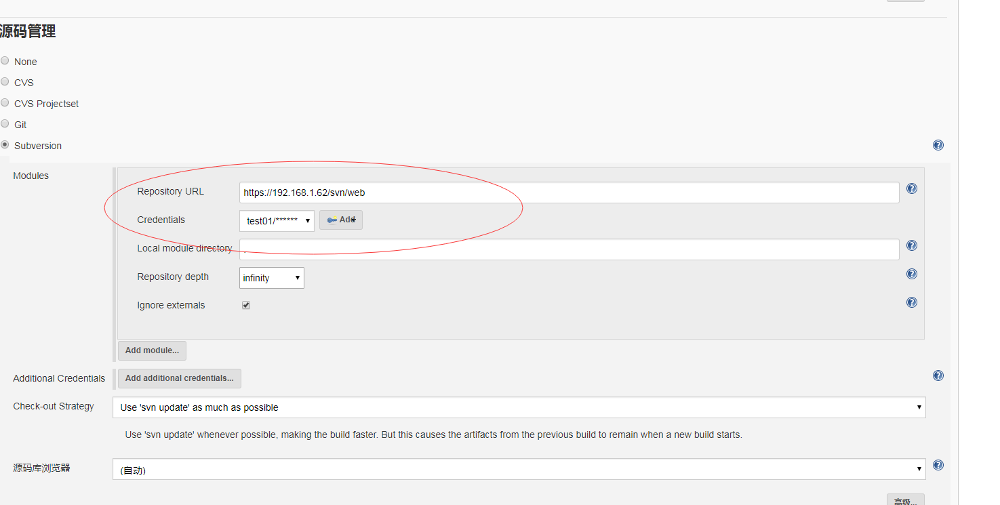 源码管理
None
CVS
CVS Projectset
Git
Subversion
Modules
Repository URL https://192.168.1.62/svn/web
Credentials test01/****** Add
Local module directory .
Repository depth infinity
Ignore externals
Add module...
Additional Credentials Add additional credentials...
Check-out Strategy Use 'svn update' as much as possible
Use 'svn update' whenever possible, making the build faster. But this causes the artifacts from the previous build to remain when a new build starts.
源码库浏览器 (自动)
高级...